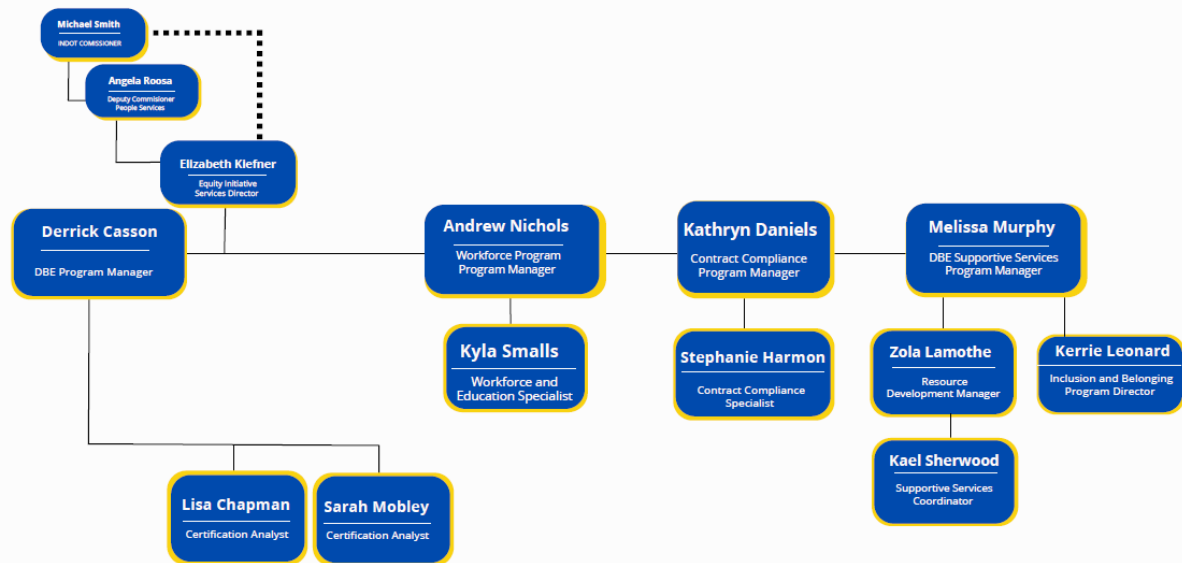 Michael Smith
INDOT COMISSIONER
Angela Roosa
Deputy Commisioner
People Services
Elizabeth Klefner
Equity Initiative
Services Director
Derrick Casson
DBE Program Manager
Andrew Nichols
Workforce Program
Program Manager
Kathryn Daniels
Contract Compliance
Program Manager
Melissa Murphy
DBE Supportive Services
Program Manager
Kyla Smalls
Workforce and
Education Specialist
Stephanie Harmon
Contract Compliance
Specialist
Zola Lamothe
Resource
Development Manager
Kerrie Leonard
Inclusion and Belonging
Program Director
Kael Sherwood
Supportive Services
Coordinator
Lisa Chapman
Certification Analyst
Sarah Mobley
Certification Analyst